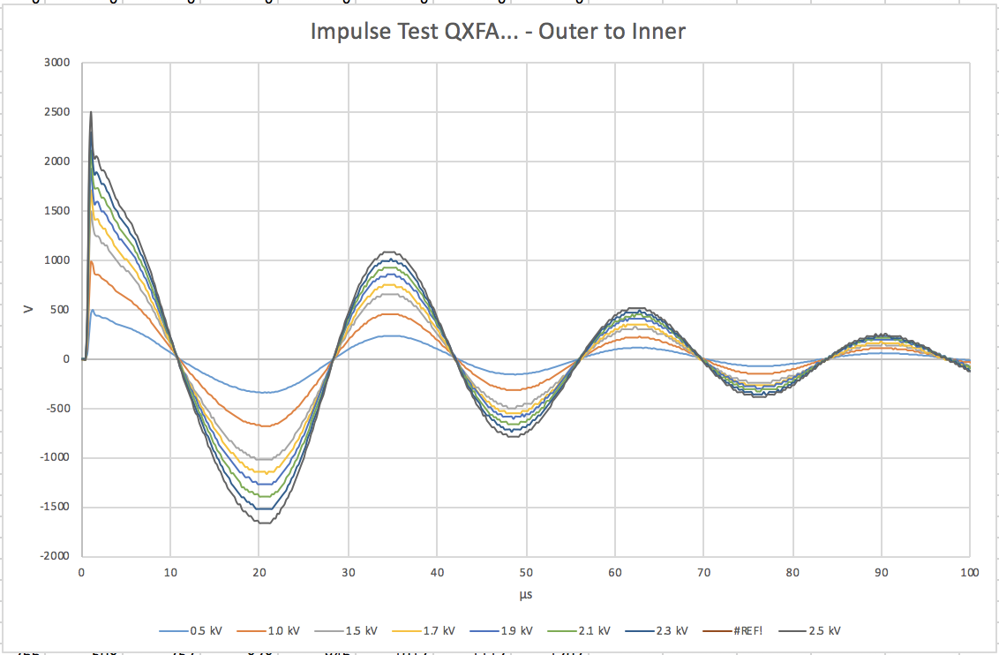 Impulse Test QXFA... - Outer to Inner
3000
2500
2000
1500
1000
500
0
-500
-1000
-1500
-2000
V
0 10 20 30 40 50 60 70 80 90 100
µs
0.5 kV 1.0 kV 1.5 kV 1.7 kV 1.9 kV 2.1 kV 2.3 kV #REF! 2.5 kV